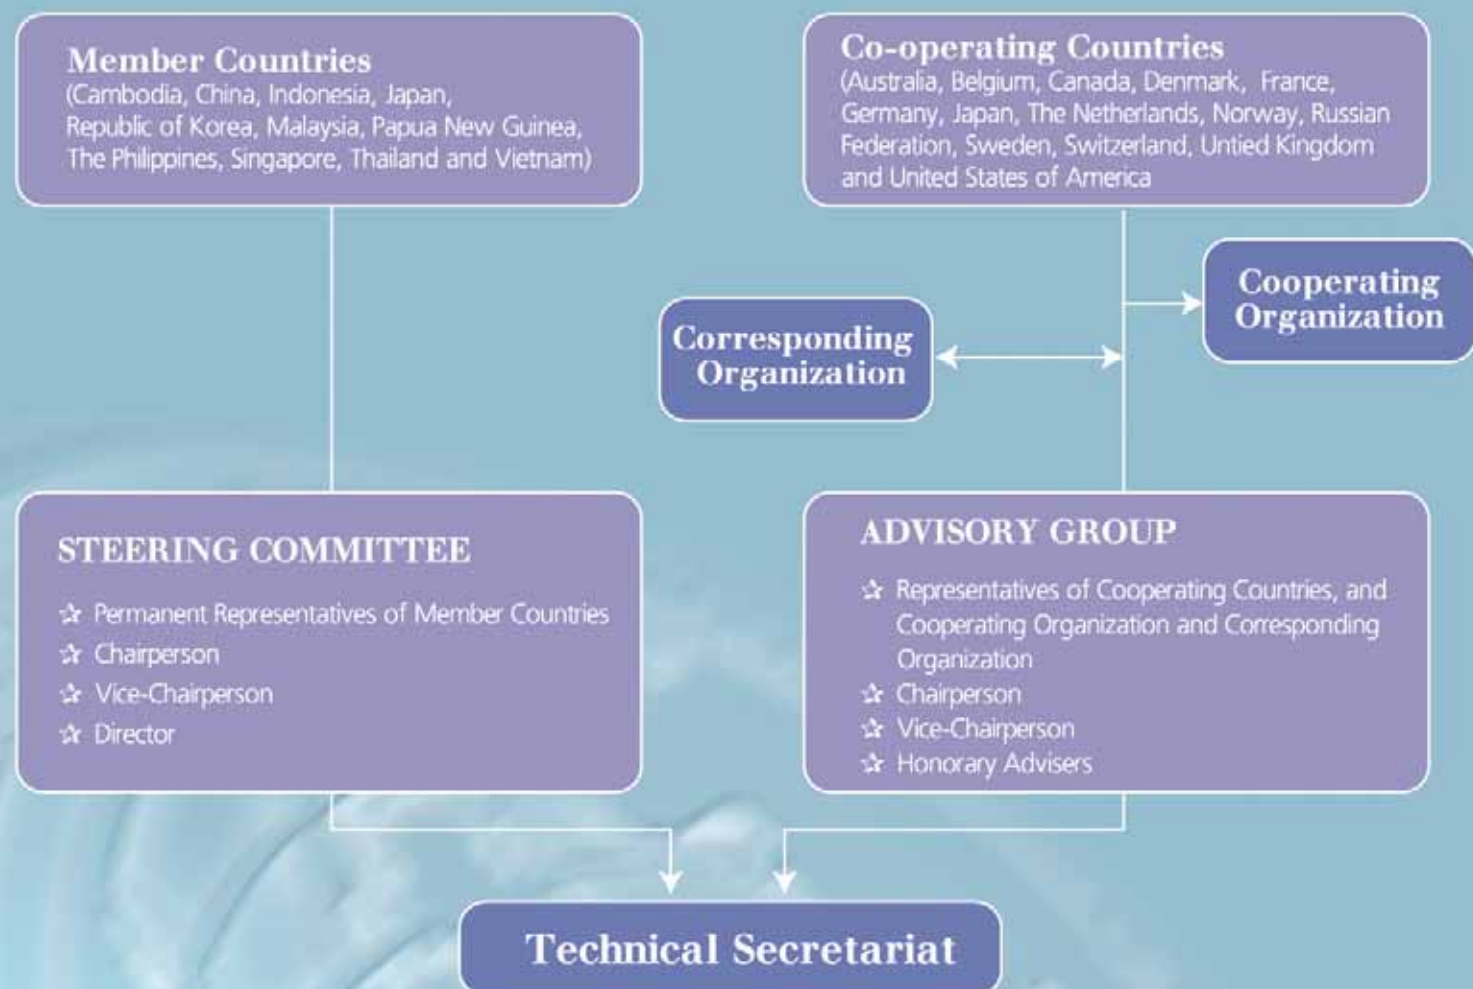 Member Countries
(Cambodia, China, Indonesia, Japan,
Republic of Korea, Malaysia, Papua New Guinea,
The Philippines, Singapore, Thailand and Vietnam)
Co-operating Countries
(Australia, Belgium, Canada, Denmark, France,
Germany, Japan, The Netherlands, Norway, Russian
Federation, Sweden, Switzerland, Untied Kingdom
and United States of America
Cooperating
Organization
Corresponding
Organization
STEERING COMMITTEE
☆ Permanent Representatives of Member Countries
☆ Chairperson
☆ Vice-Chairperson
☆ Director
ADVISORY GROUP
☆ Representatives of Cooperating Countries, and
Cooperating Organization and Corresponding
Organization
☆ Chairperson
☆ Vice-Chairperson
☆ Honorary Advisers
Technical Secretariat